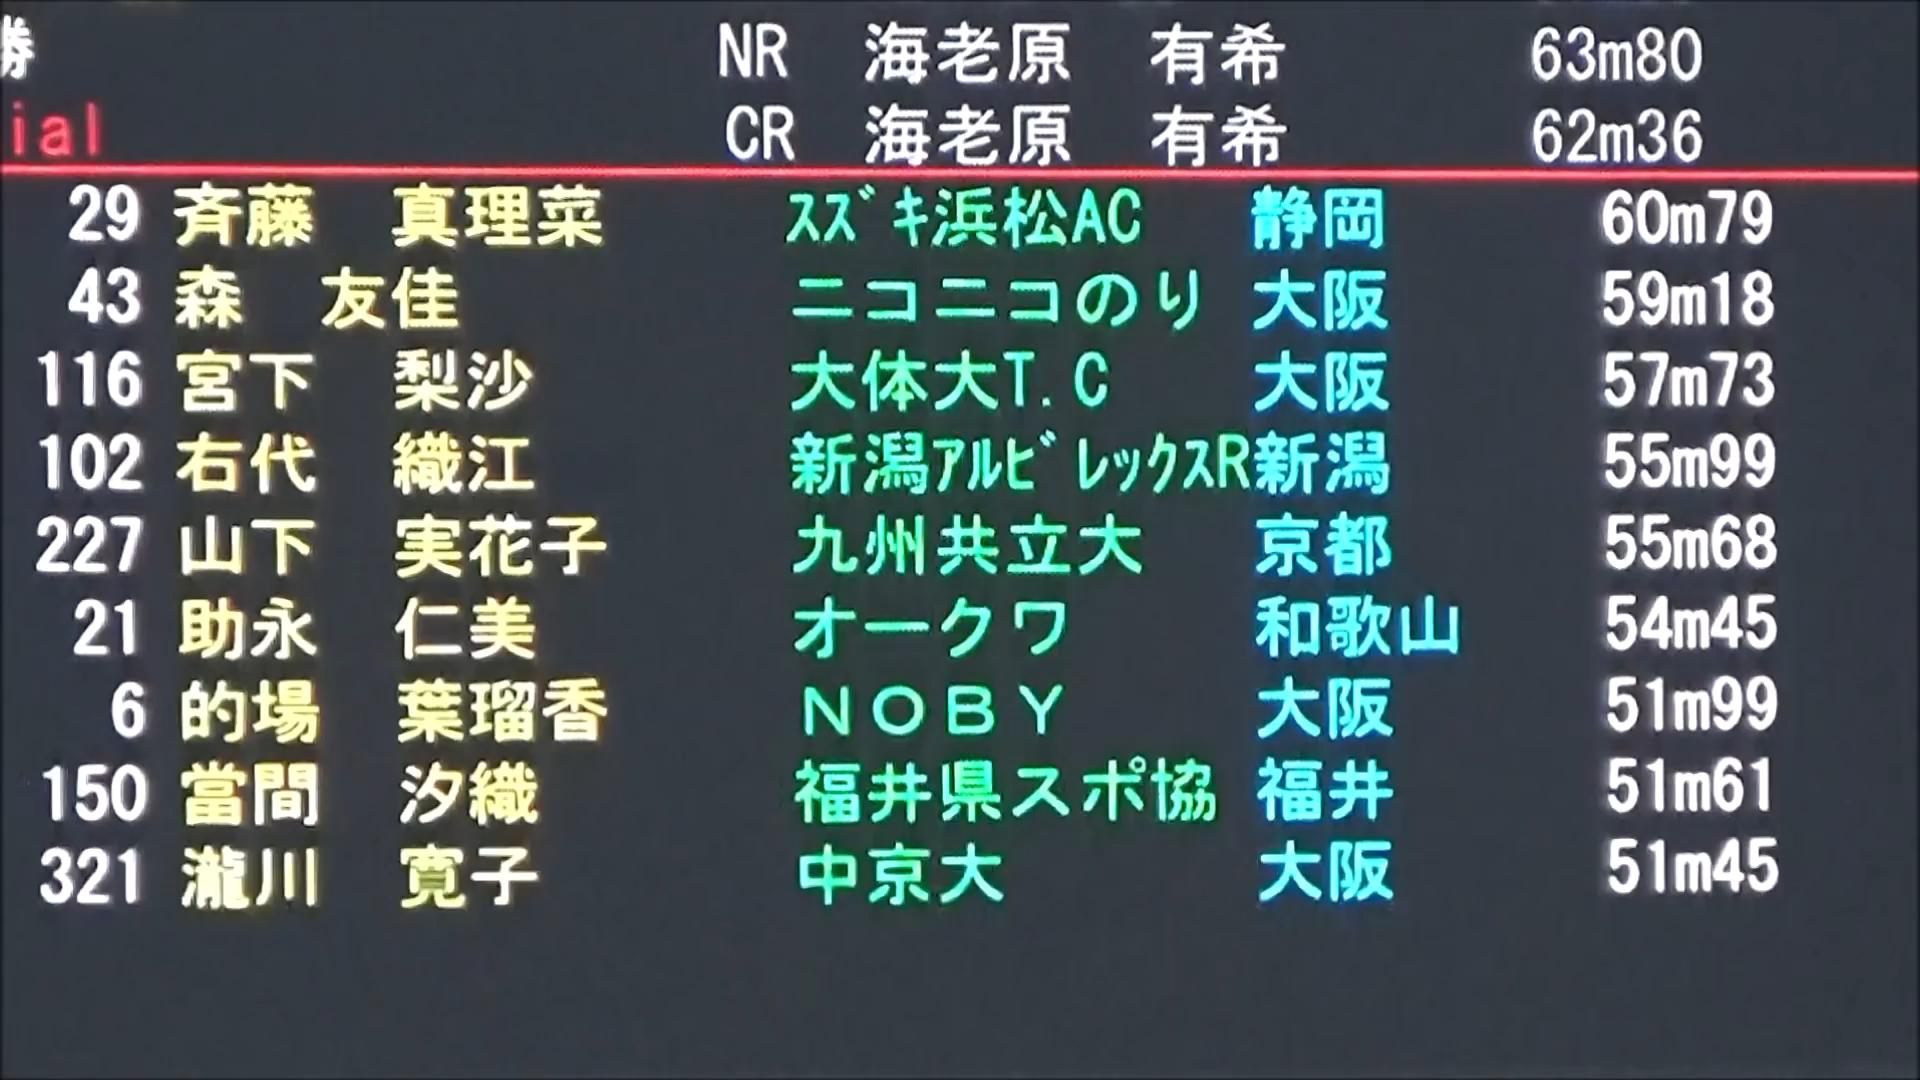 勝 NR 海老原 有希 63m80
ial CR 海老原 有希 62m36
29 斉藤 真理菜 ｽｽﾞｷ浜松AC 静岡 60m79
43 森 友佳 ニコニコのり 大阪 59m18
116 宮下 梨沙 大体大T.C 大阪 57m73
102 右代 織江 新潟ｱﾙﾋﾞﾚｯｸｽR 新潟 55m99
227 山下 実花子 九州共立大 京都 55m68
21 助永 仁美 オークワ 和歌山 54m45
6 的場 葉瑠香 ＮＯＢＹ 大阪 51m99
150 當間 汐織 福井県スポ協 福井 51m61
321 瀧川 寛子 中京大 大阪 51m45